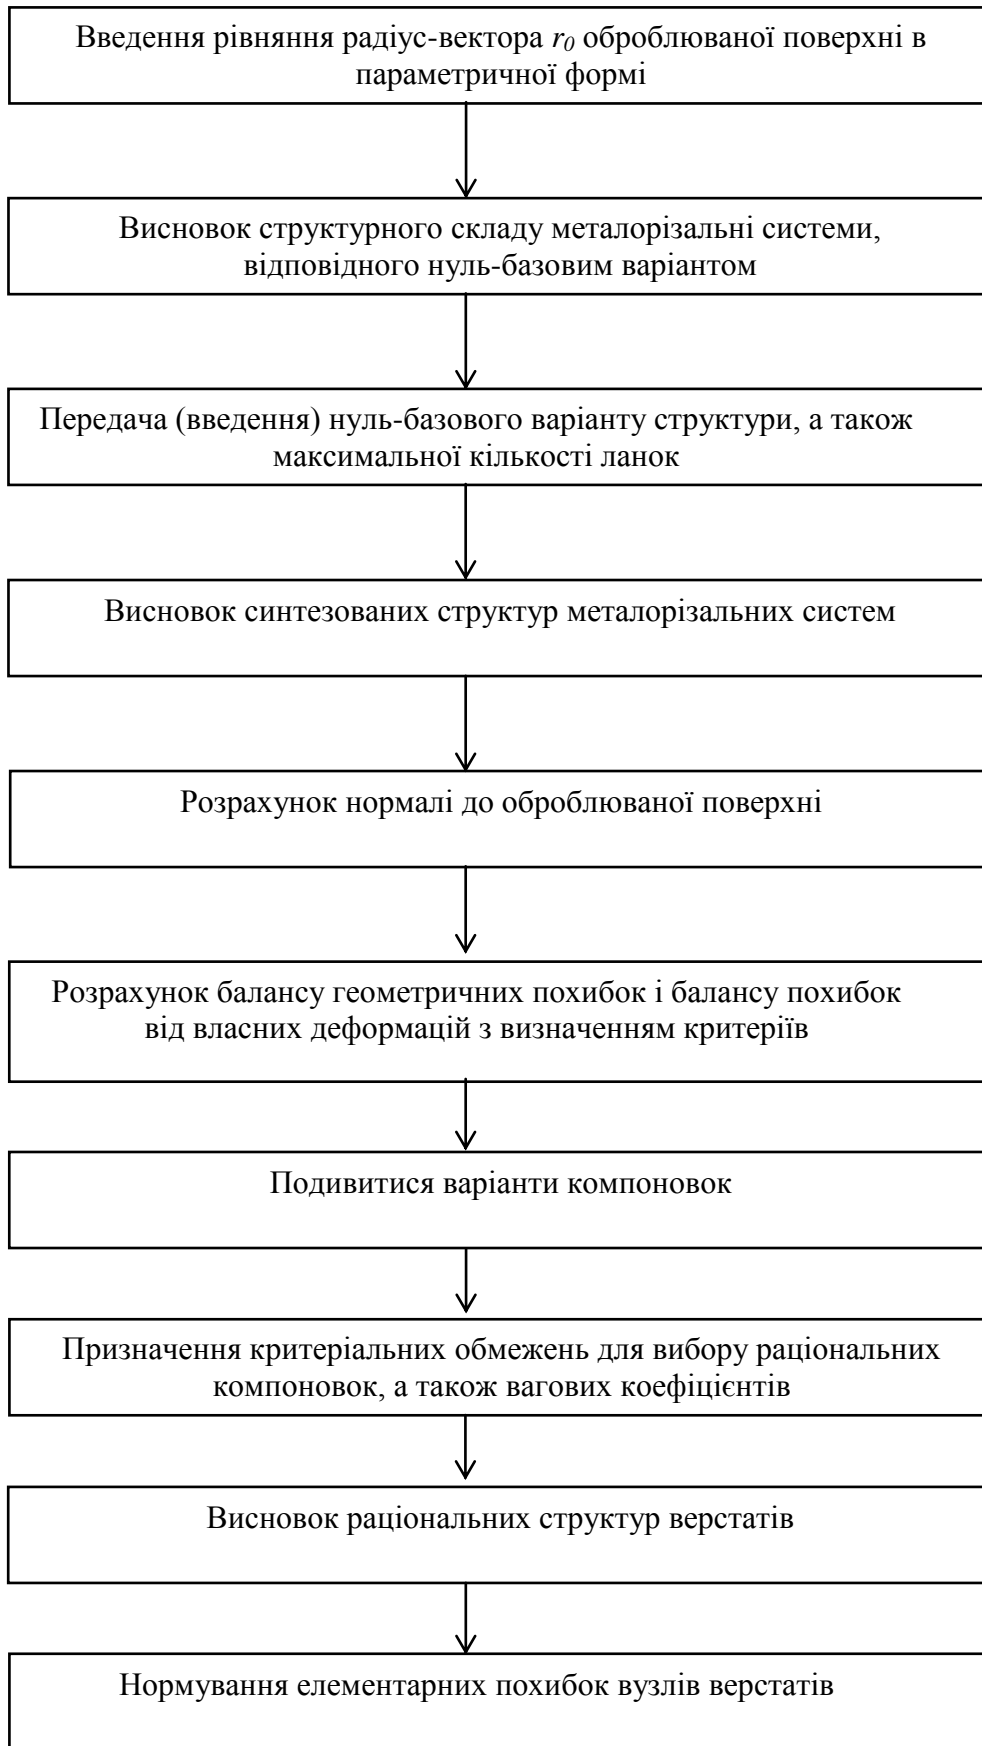 Введення рівняння радіус-вектора r0 оброблюваної поверхні в
параметричної формі
Висновок структурного складу металорізальні системи,
відповідного нуль-базовим варіантом
Передача (введення) нуль-базового варіанту структури, а також
максимальної кількості ланок
Висновок синтезованих структур металорізальних систем
Розрахунок нормалі до оброблюваної поверхні
Розрахунок балансу геометричних похибок і балансу похибок
від власних деформацій з визначенням критеріїв
Подивитися варіанти компоновок
Призначення критеріальних обмежень для вибору раціональних
компоновок, а також вагових коефіцієнтів
Висновок раціональних структур верстатів
Нормування елементарних похибок вузлів верстатів